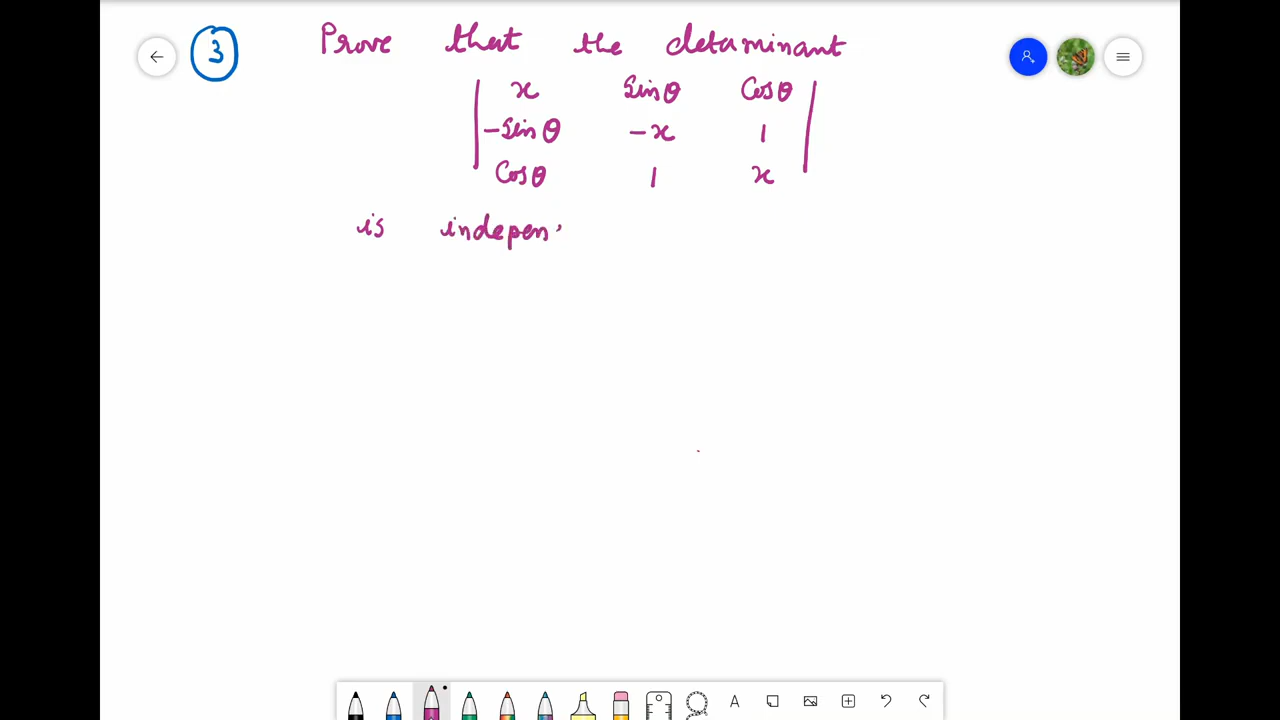 3 Prove that the determinant
x Sinθ Cosθ
-Sinθ -x 1
Cosθ 1 x
is indepen
A